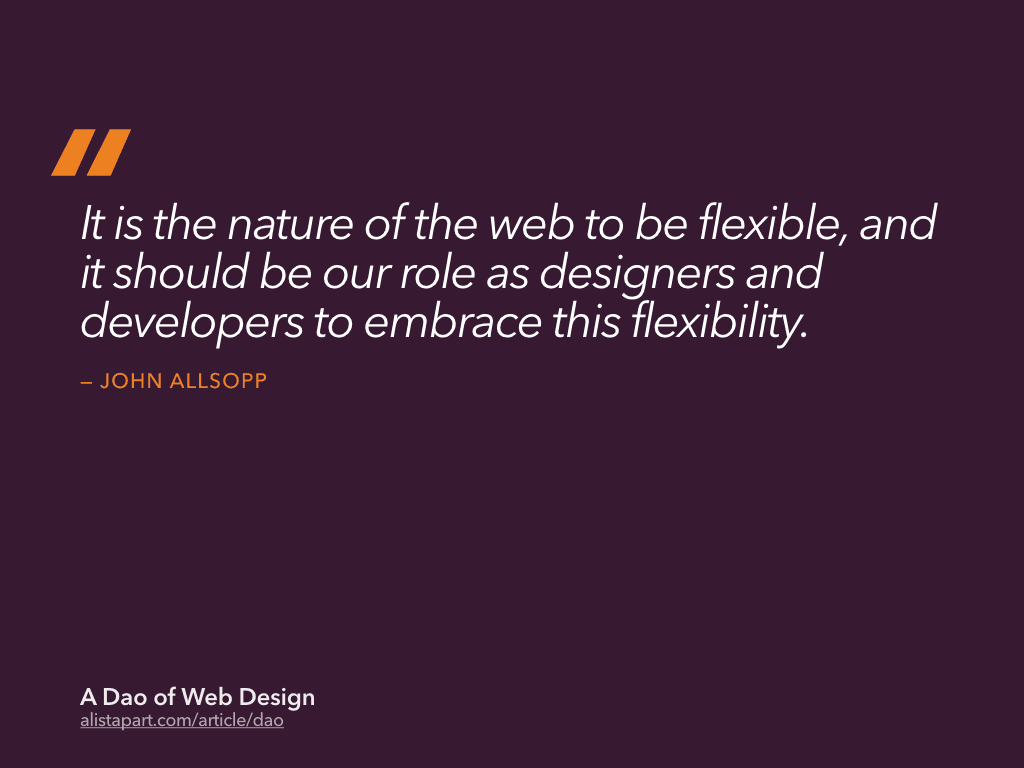 It is the nature of the web to be flexible, and
it should be our role as designers and
developers to embrace this flexibility.
– JOHN ALLSOPP
A Dao of Web Design
alistapart.com/article/dao